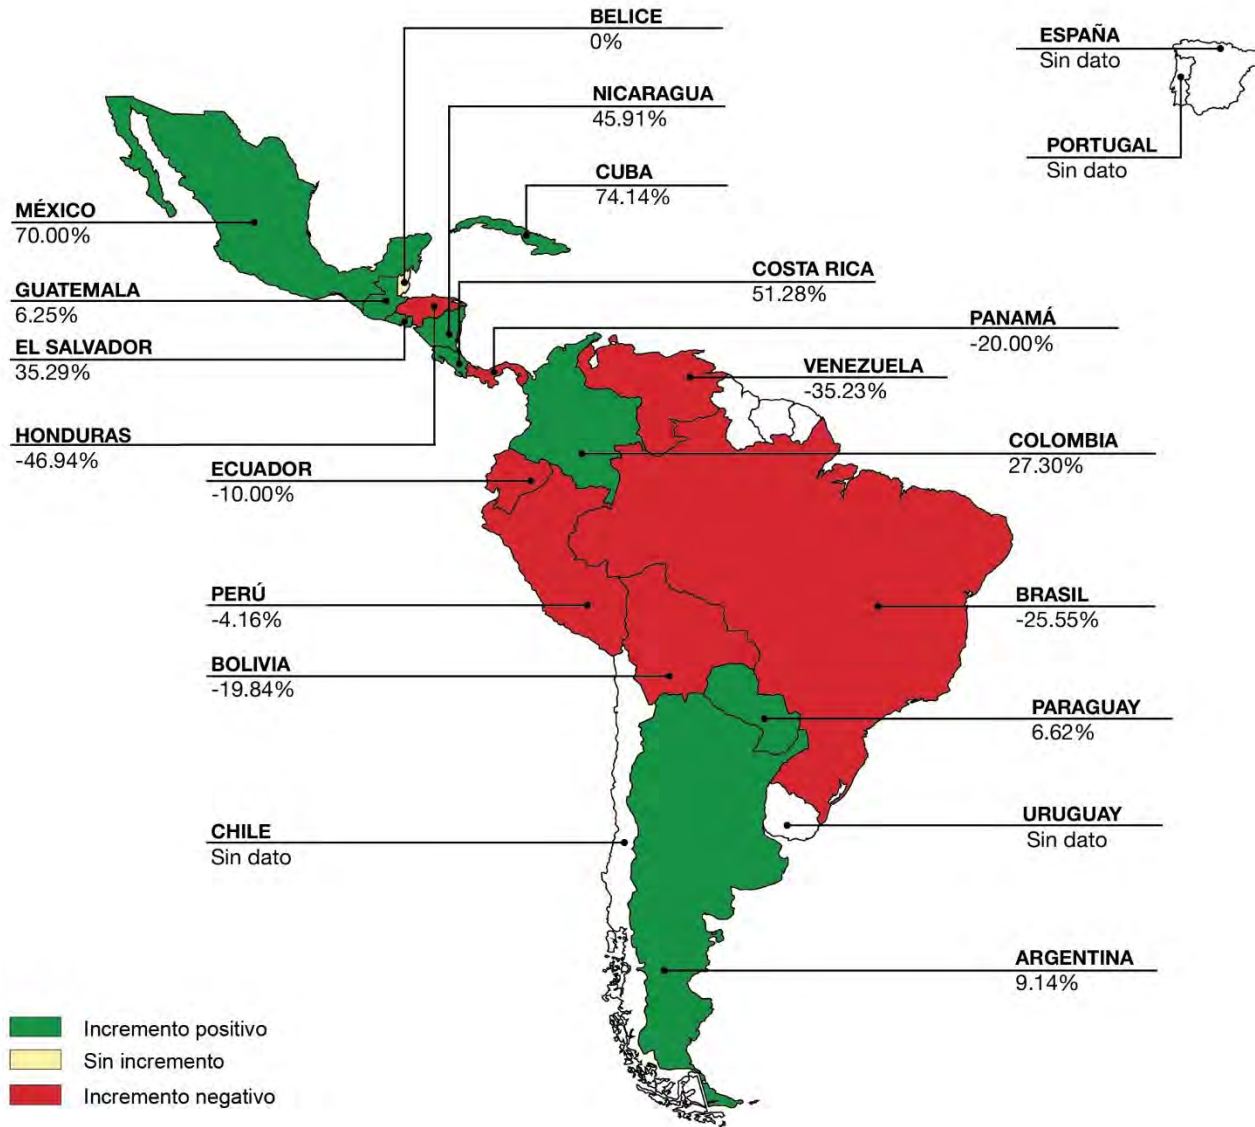 BELICE
0%
ESPAÑA
Sin dato
NICARAGUA
45.91%
PORTUGAL
Sin dato
CUBA
74.14%
MÉXICO
70.00%
COSTA RICA
51.28%
GUATEMALA
6.25%
PANAMÁ
-20.00%
EL SALVADOR
35.29%
VENEZUELA
-35.23%
HONDURAS
-46.94%
COLOMBIA
27.30%
ECUADOR
-10.00%
PERÚ
-4.16%
BRASIL
-25.55%
BOLIVIA
-19.84%
PARAGUAY
6.62%
CHILE
Sin dato
URUGUAY
Sin dato
ARGENTINA
9.14%
Incremento positivo
Sin incremento
Incremento negativo